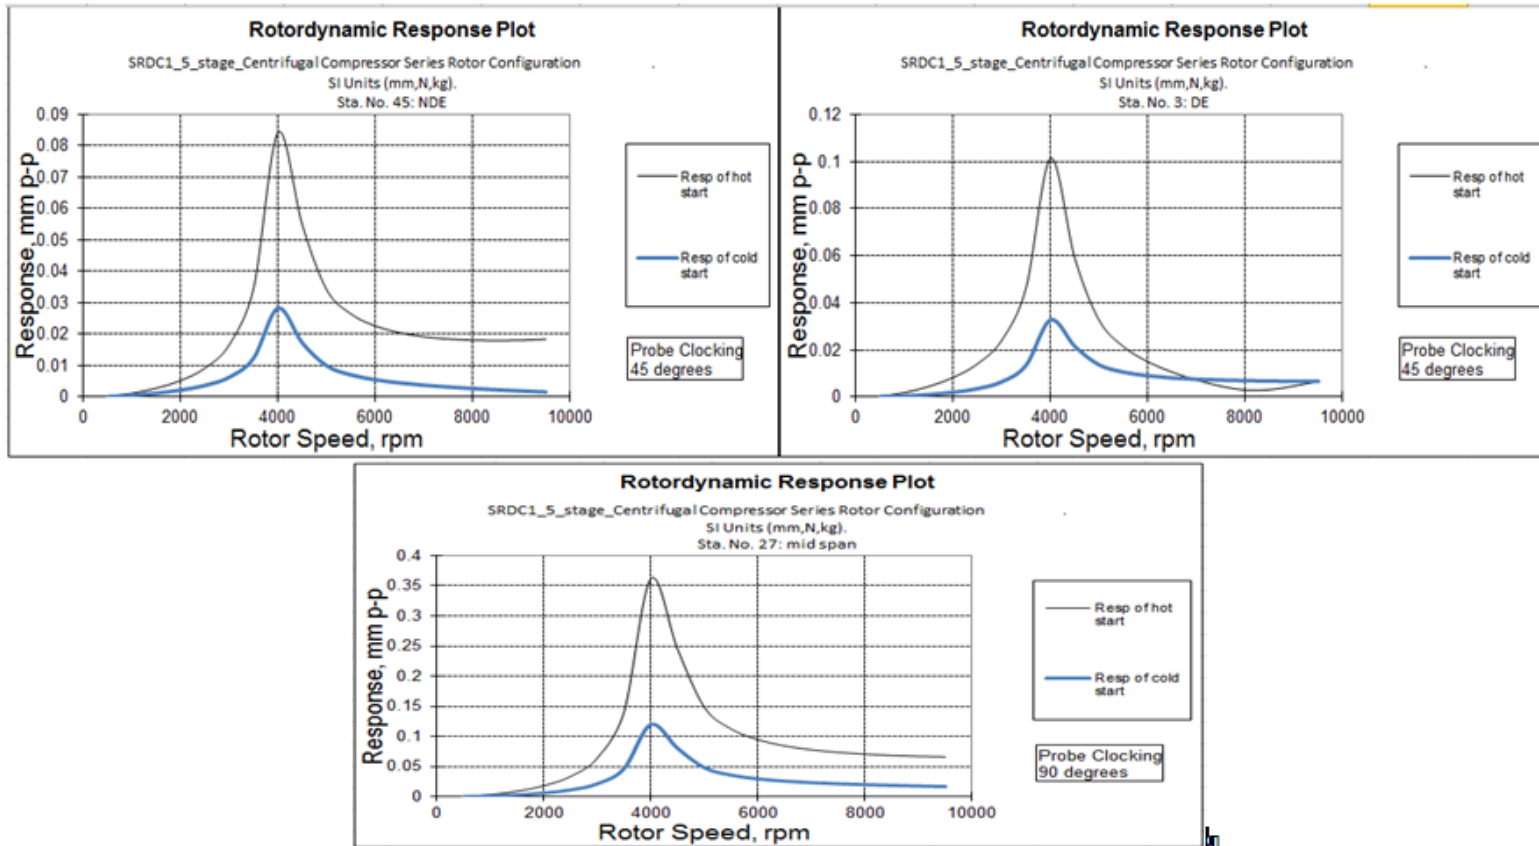 Rotordynamic Response Plot
SRDC1_5_stage_Centrifugal Compressor Series Rotor Configuration
SI Units (mm,N,kg).
Sta. No. 45: NDE
0.09
0.08
0.07
0.06
0.05
0.04
0.03
0.02
0.01
0
Response, mm p-p
0
2000
4000
6000
8000
10000
Rotor Speed, rpm
Resp of hot
start
Resp of cold
start
Probe Clocking
45 degrees
Rotordynamic Response Plot
SRDC1_5_stage_Centrifugal Compressor Series Rotor Configuration
SI Units (mm,N,kg).
Sta. No. 3: DE
0.12
0.1
0.08
0.06
0.04
0.02
0
Response, mm p-p
0
2000
4000
6000
8000
10000
Rotor Speed, rpm
Resp of hot
start
Resp of cold
start
Probe Clocking
45 degrees
Rotordynamic Response Plot
SRDC1_5_stage_Centrifugal Compressor Series Rotor Configuration
SI Units (mm,N,kg).
Sta. No. 27: mid span
0.4
0.35
0.3
0.25
0.2
0.15
0.1
0.05
0
Response, mm p-p
0
2000
4000
6000
8000
10000
Rotor Speed, rpm
Resp of hot
start
Resp of cold
start
Probe Clocking
90 degrees